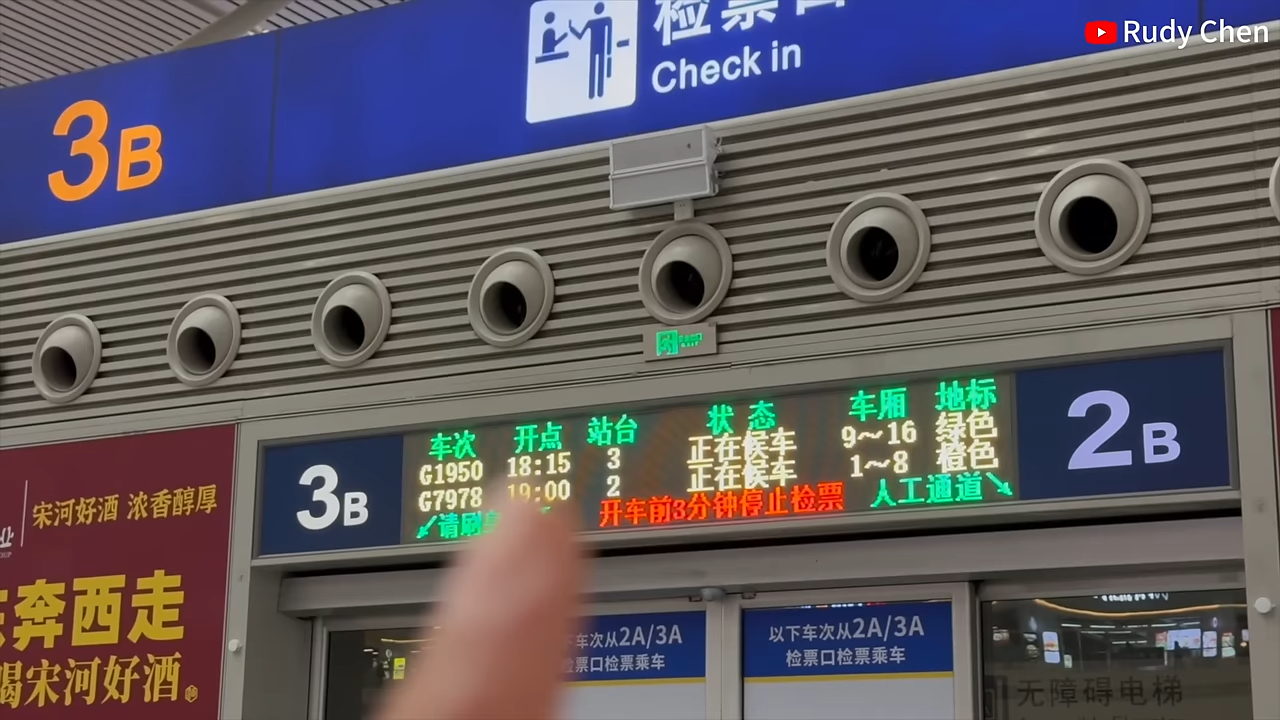 Rudy Chen
检票口
Check in
3B
宋河好酒 浓香醇厚
奔西走
喝宋河好酒
3B
车次 开点 站台 状态 车厢 地标
G1950 18:15 3 正在候车 9~16 绿色
G7978 19:00 2 正在候车 1~8 橙色
↙请刷 开车前3分钟停止检票 人工通道↘
2B
车次从2A/3A
票口检票乘车
以下车次从2A/3A
检票口检票乘车
无障碍电梯